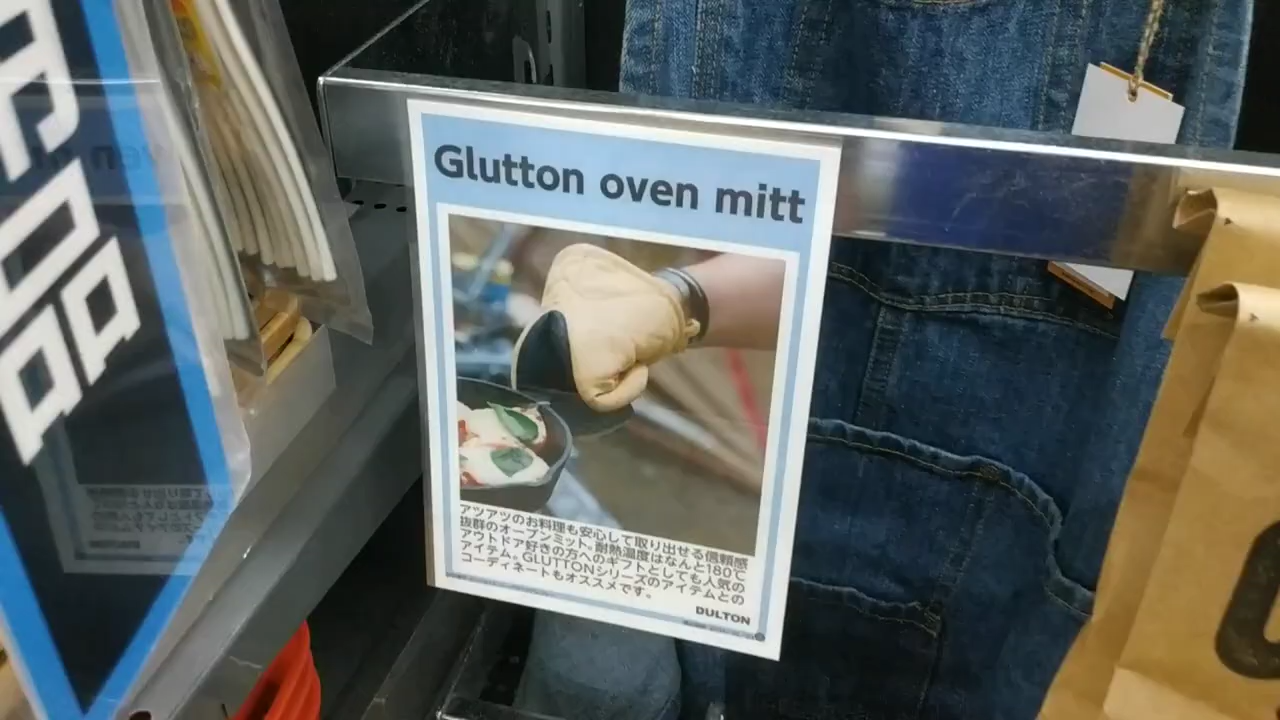 Glutton oven mitt
アツアツのお料理も安心して取り出せる信頼感
抜群のオーブンミット。耐熱温度はなんと180℃
アウトドア好きの方へのギフトとしても人気の
アイテム。GLUTTONシリーズのアイテムとの
コーディネートもオススメです。
DULTON